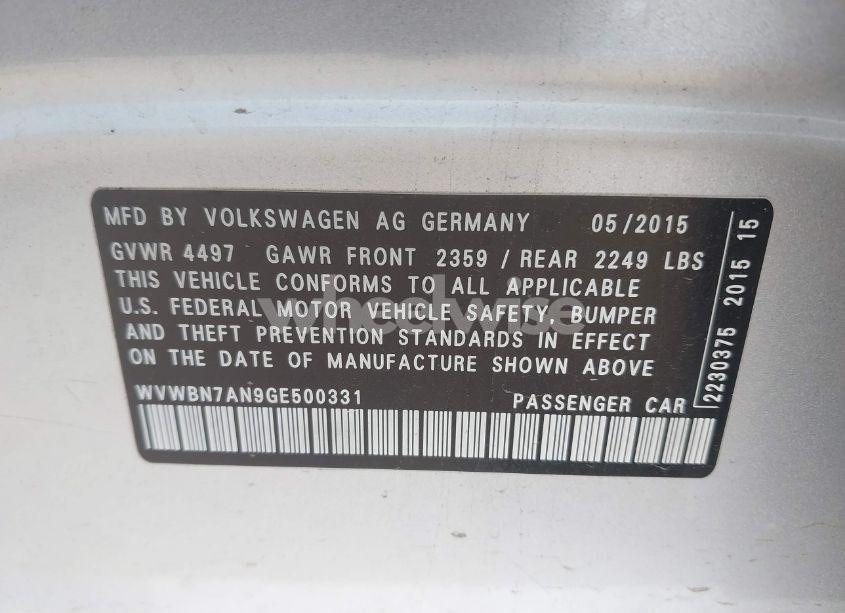 MFD BY VOLKSWAGEN AG GERMANY 05/2015
GVWR 4497 GAWR FRONT 2359 / REAR 2249 LBS
THIS VEHICLE CONFORMS TO ALL APPLICABLE
U.S. FEDERAL MOTOR VEHICLE SAFETY, BUMPER
AND THEFT PREVENTION STANDARDS IN EFFECT
ON THE DATE OF MANUFACTURE SHOWN ABOVE
WVWBN7AN9GE500331 PASSENGER CAR
2230375 2015 15
wheelwise